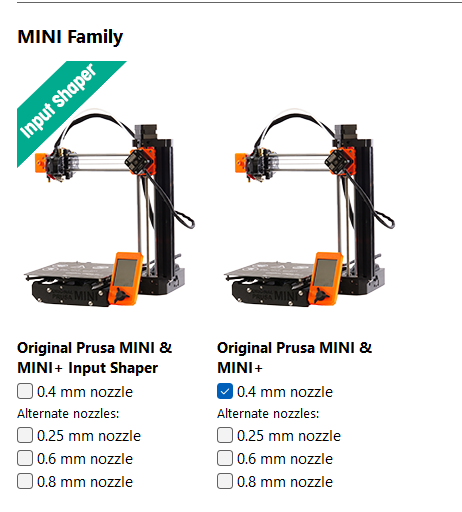 MINI Family
Input Shaper
MINI
Original Prusa MINI &
MINI+ Input Shaper
0.4 mm nozzle
Alternate nozzles:
0.25 mm nozzle
0.6 mm nozzle
0.8 mm nozzle
MINI
Original Prusa MINI &
MINI+
0.4 mm nozzle
Alternate nozzles:
0.25 mm nozzle
0.6 mm nozzle
0.8 mm nozzle